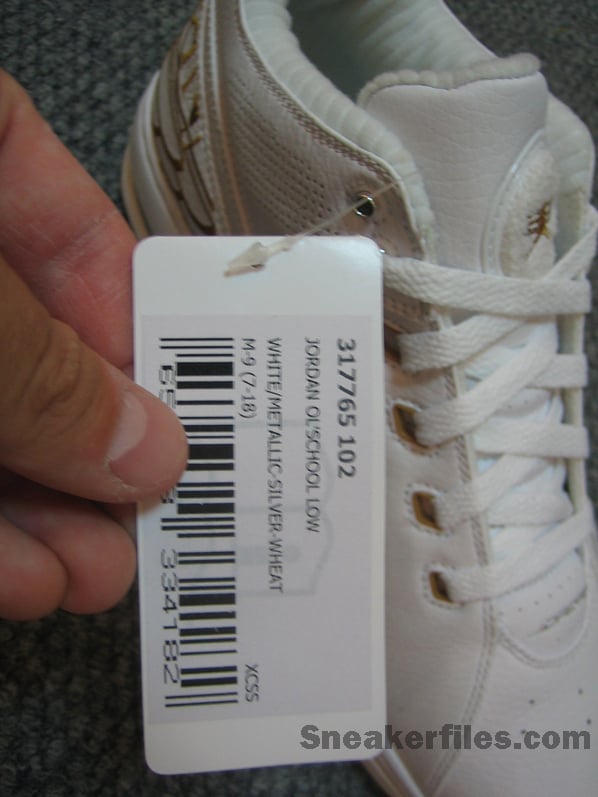 317765 102
JORDAN OL'SCHOOL LOW
WHITE/METALLIC-SILVER-WHEAT
M-9 (7-18)
XCSS
334182
Sneakerfiles.com